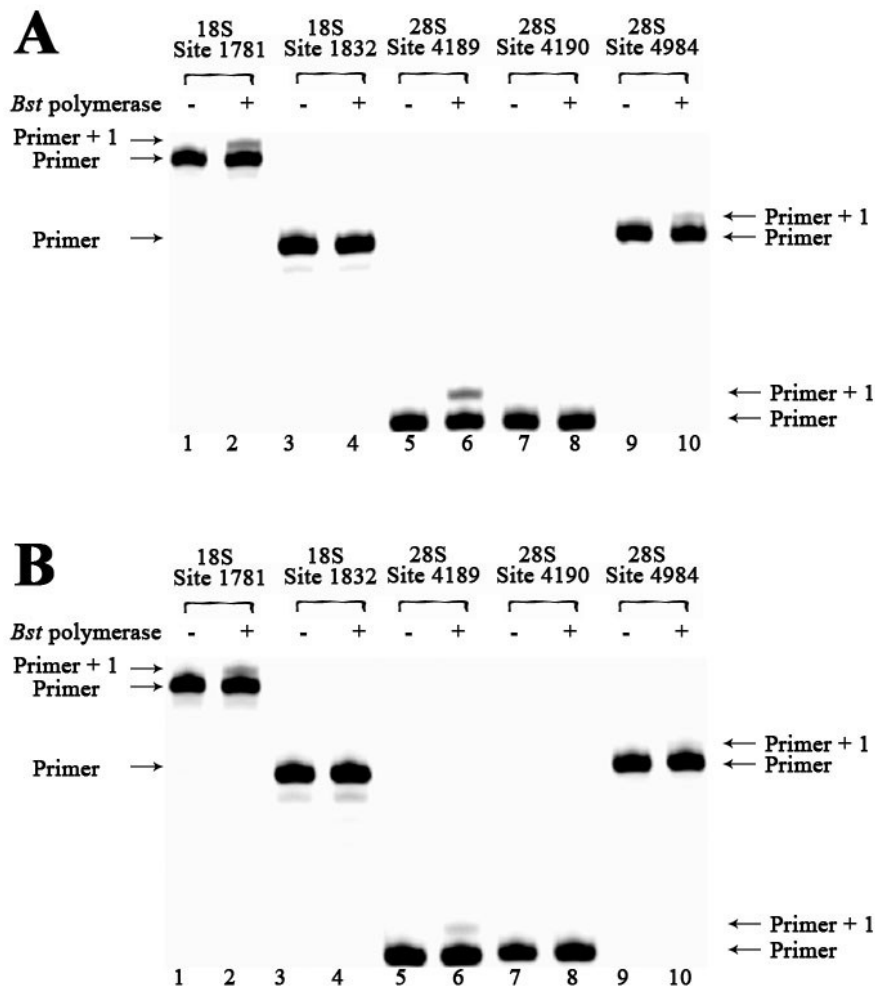 A
18S 18S 28S 28S 28S
Site 1781 Site 1832 Site 4189 Site 4190 Site 4984
Bst polymerase - + - + - + - + - +
Primer + 1
Primer
Primer
Primer + 1
Primer
Primer + 1
Primer
1 2 3 4 5 6 7 8 9 10
B
18S 18S 28S 28S 28S
Site 1781 Site 1832 Site 4189 Site 4190 Site 4984
Bst polymerase - + - + - + - + - +
Primer + 1
Primer
Primer
Primer + 1
Primer
Primer + 1
Primer
1 2 3 4 5 6 7 8 9 10